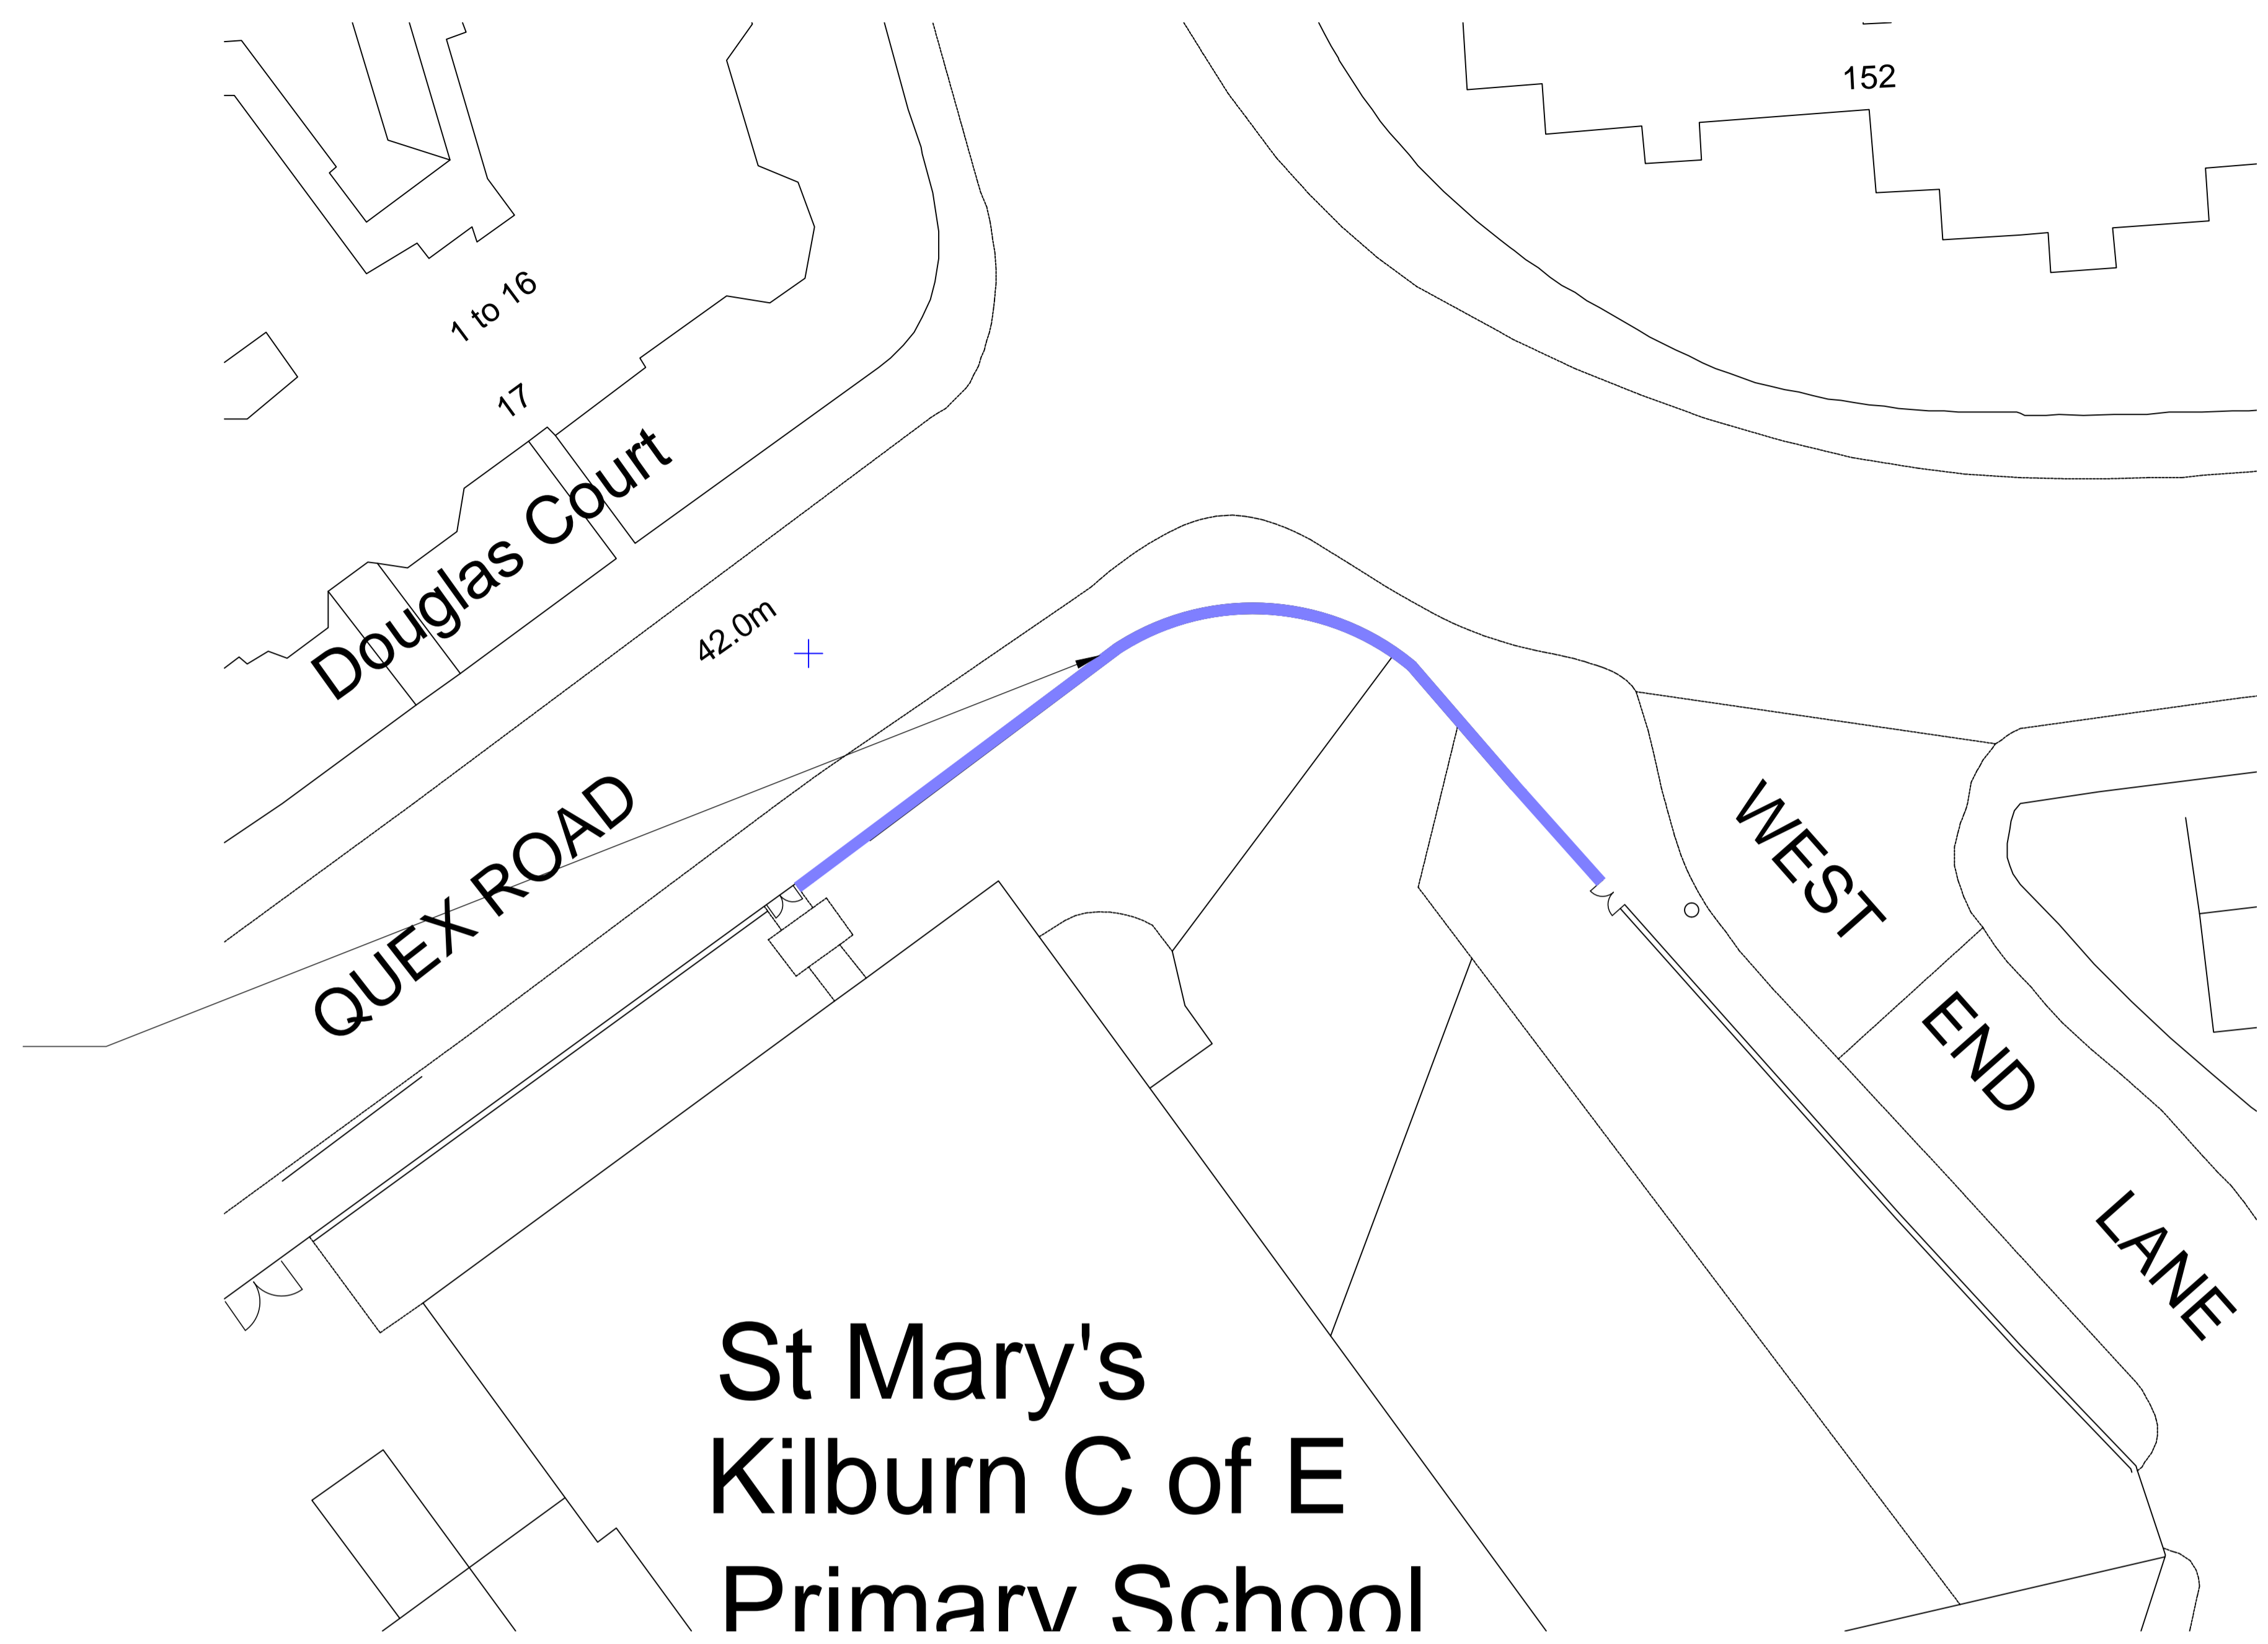 152
1 to 16
17
Douglas Court
42.0m
QUEX ROAD
WEST
END
LANE
St Mary's
Kilburn C of E
Primary School